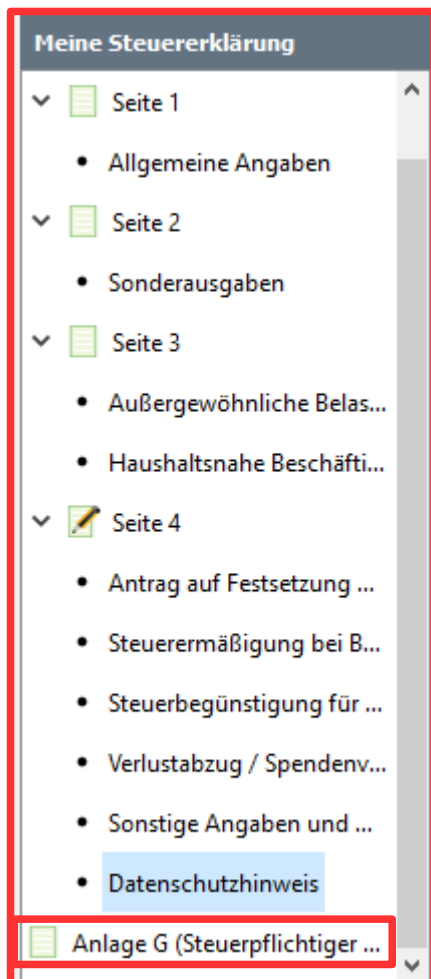 Meine Steuererklärung
Seite 1
Allgemeine Angaben
Seite 2
Sonderausgaben
Seite 3
Außergewöhnliche Belas...
Haushaltsnahe Beschäfti...
Seite 4
Antrag auf Festsetzung ...
Steuerermäßigung bei B...
Steuerbegünstigung für ...
Verlustabzug / Spendenv...
Sonstige Angaben und ...
Datenschutzhinweis
Anlage G (Steuerpflichtiger ...